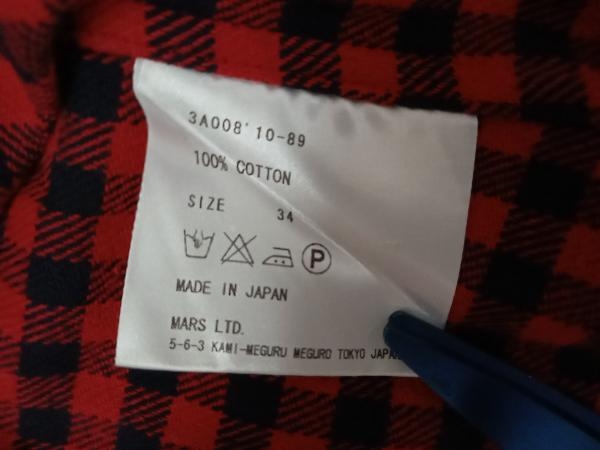 3A008'10-89
100% COTTON
SIZE 34
P
MADE IN JAPAN
MARS LTD.
5-6-3 KAMI-MEGURU MEGURO TOKYO JAPAN